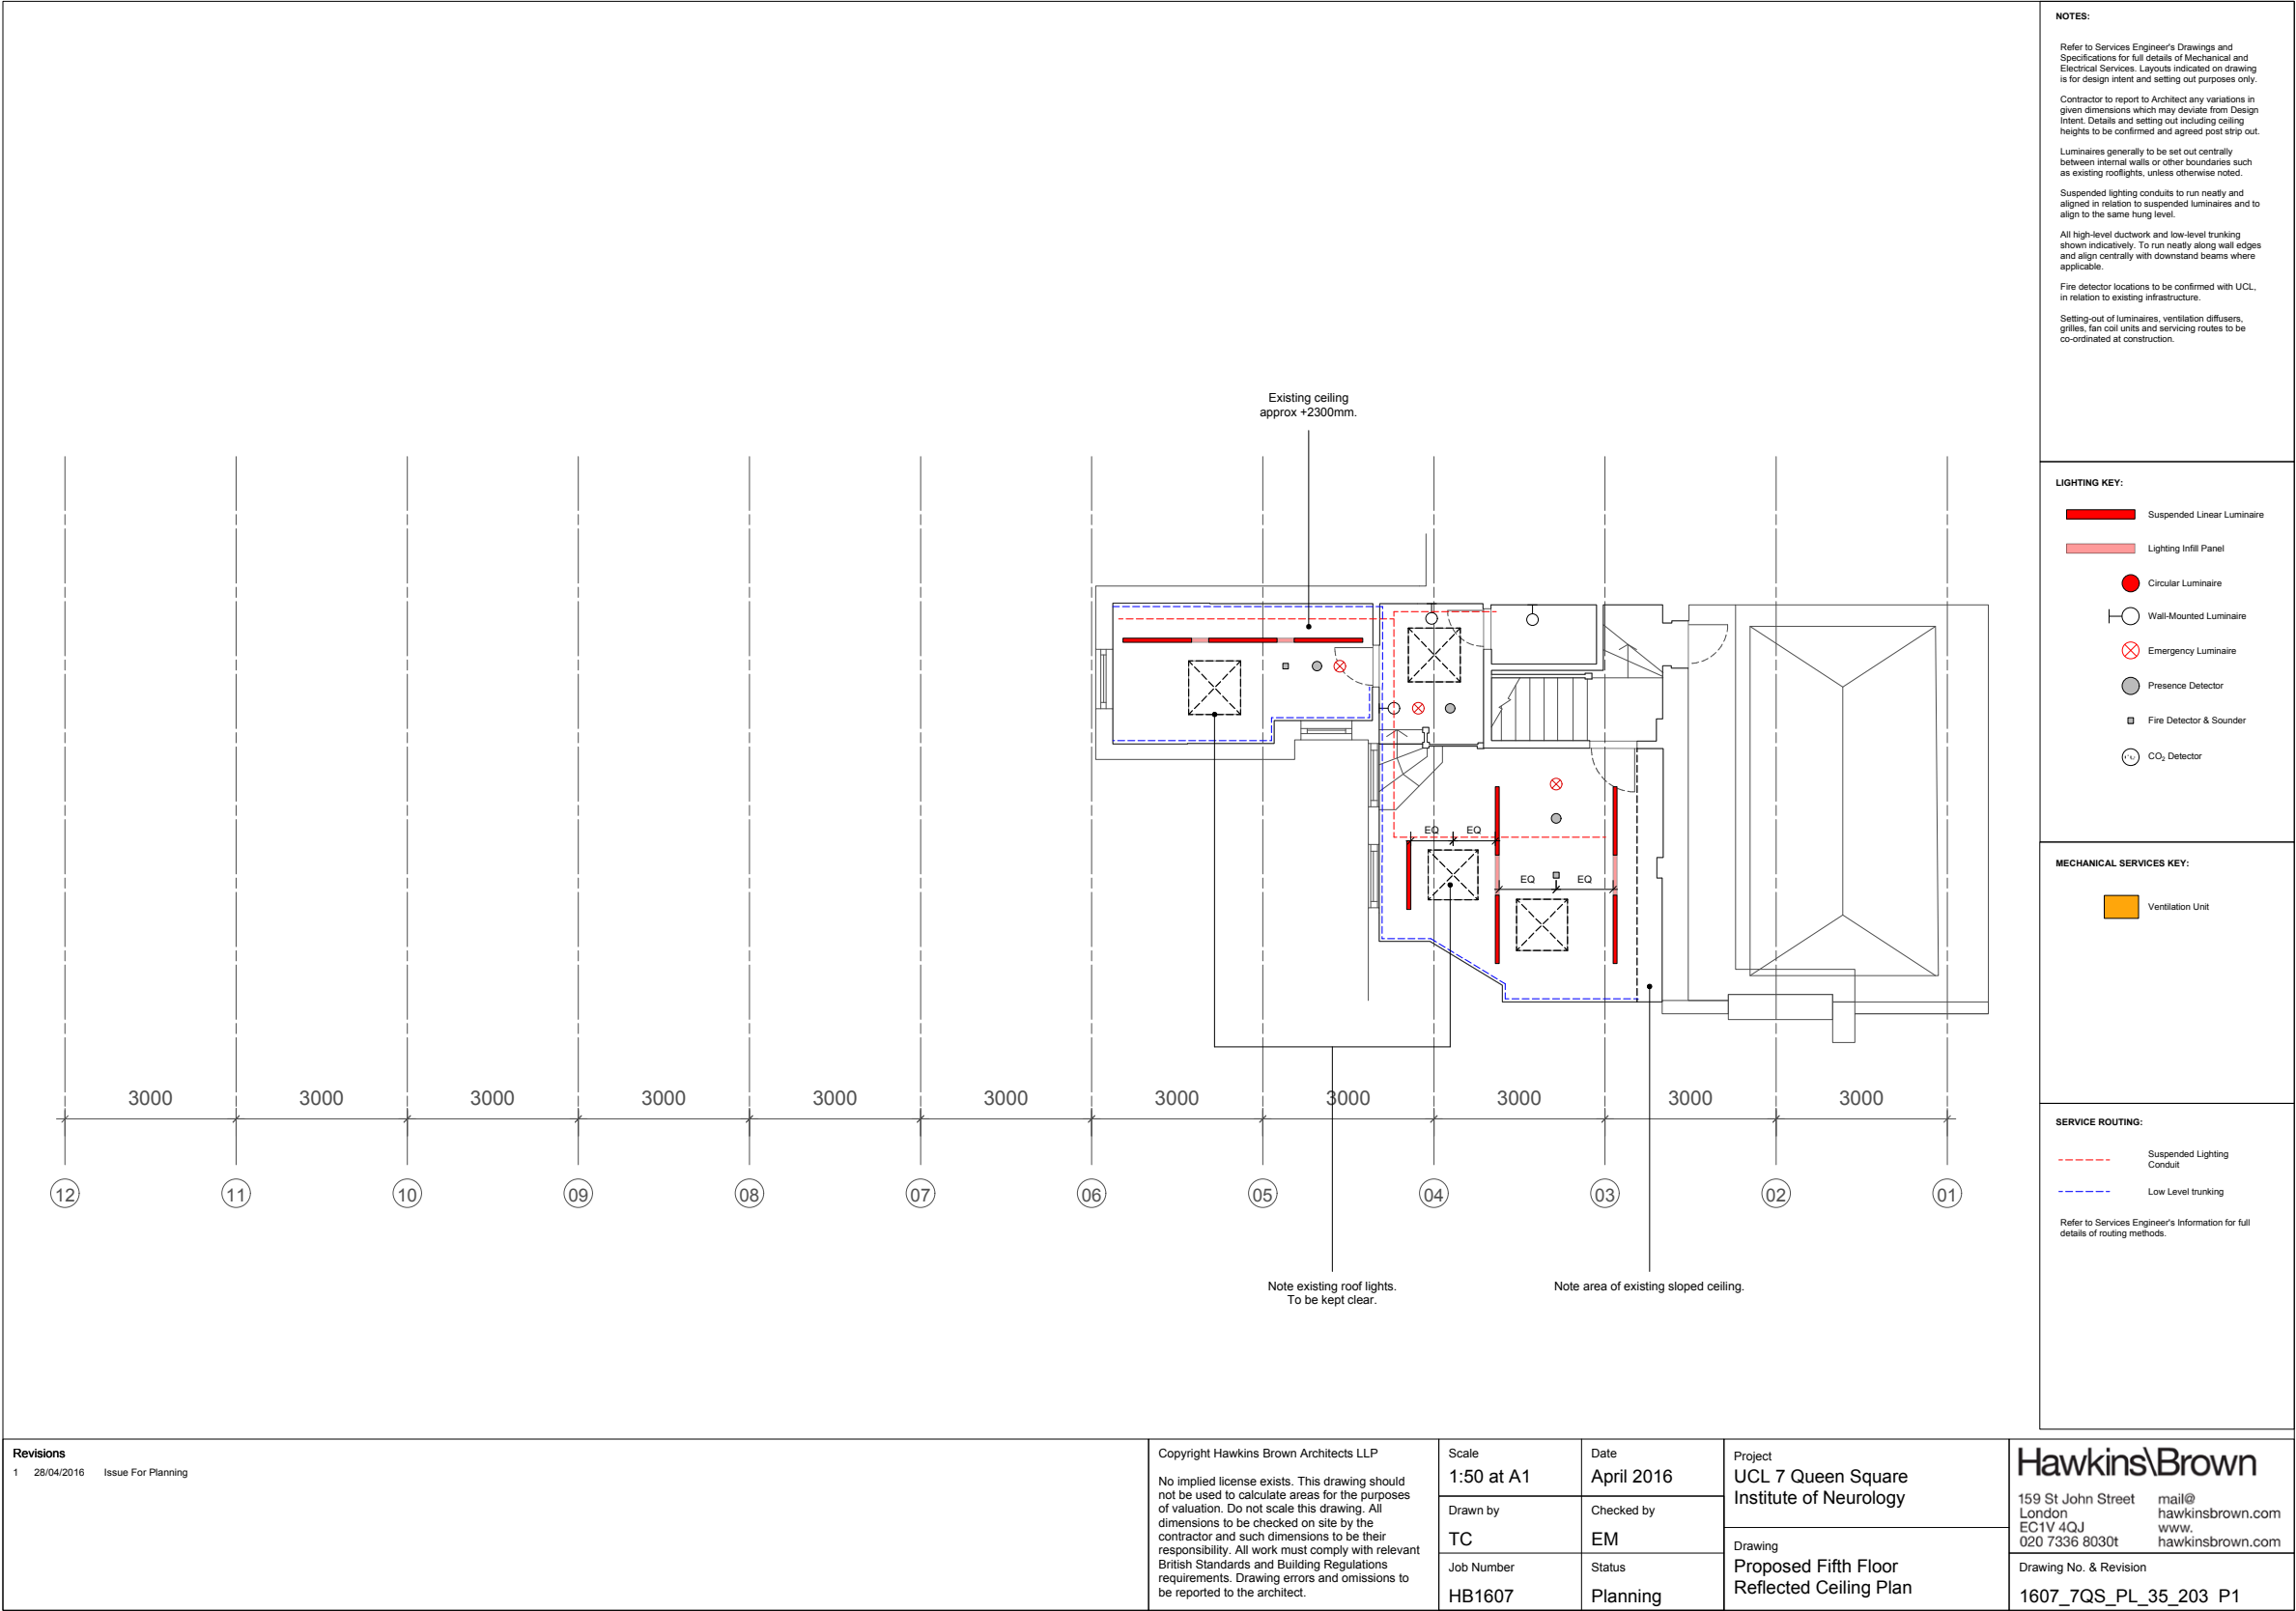 NOTES:
Refer to Services Engineer's Drawings and
Specifications for full details of Mechanical and
Electrical Services. Layouts indicated on drawing
is for design intent and setting out purposes only.
Contractor to report to Architect any variations in
given dimensions which may deviate from Design
Intent. Details and setting out including ceiling
heights to be confirmed and agreed post strip out.
Luminaires generally to be set out centrally
between internal walls or other boundaries such
as existing rooflights, unless otherwise noted.
Suspended lighting conduits to run neatly and
aligned in relation to suspended luminaires and to
align to the same hung level.
All high-level ductwork and low-level trunking
shown indicatively. To run neatly along wall edges
and align centrally with downstand beams where
applicable.
Fire detector locations to be confirmed with UCL,
in relation to existing infrastructure.
Setting-out of luminaires, ventilation diffusers,
grilles, fan coil units and servicing routes to be
co-ordinated at construction.
Existing ceiling
approx +2300mm.
LIGHTING KEY:
Suspended Linear Luminaire
Lighting Infill Panel
Circular Luminaire
Wall-Mounted Luminaire
Emergency Luminaire
Presence Detector
Fire Detector & Sounder
CO₂ Detector
EQ EQ
EQ EQ
MECHANICAL SERVICES KEY:
Ventilation Unit
3000 3000 3000 3000 3000 3000 3000 3000 3000 3000 3000
12 11 10 09 08 07 06 05 04 03 02 01
SERVICE ROUTING:
Suspended Lighting
Conduit
Low Level trunking
Refer to Services Engineer's Information for full
details of routing methods.
Note existing roof lights.
To be kept clear.
Note area of existing sloped ceiling.
Revisions
1 28/04/2016 Issue For Planning
Copyright Hawkins Brown Architects LLP
No implied license exists. This drawing should
not be used to calculate areas for the purposes
of valuation. Do not scale this drawing. All
dimensions to be checked on site by the
contractor and such dimensions to be their
responsibility. All work must comply with relevant
British Standards and Building Regulations
requirements. Drawing errors and omissions to
be reported to the architect.
Scale
1:50 at A1
Date
April 2016
Drawn by
TC
Checked by
EM
Job Number
HB1607
Status
Planning
Project
UCL 7 Queen Square
Institute of Neurology
Drawing
Proposed Fifth Floor
Reflected Ceiling Plan
Hawkins\Brown
159 St John Street mail@
London hawkinsbrown.com
EC1V 4QJ www.
020 7336 8030t hawkinsbrown.com
Drawing No. & Revision
1607_7QS_PL_35_203 P1